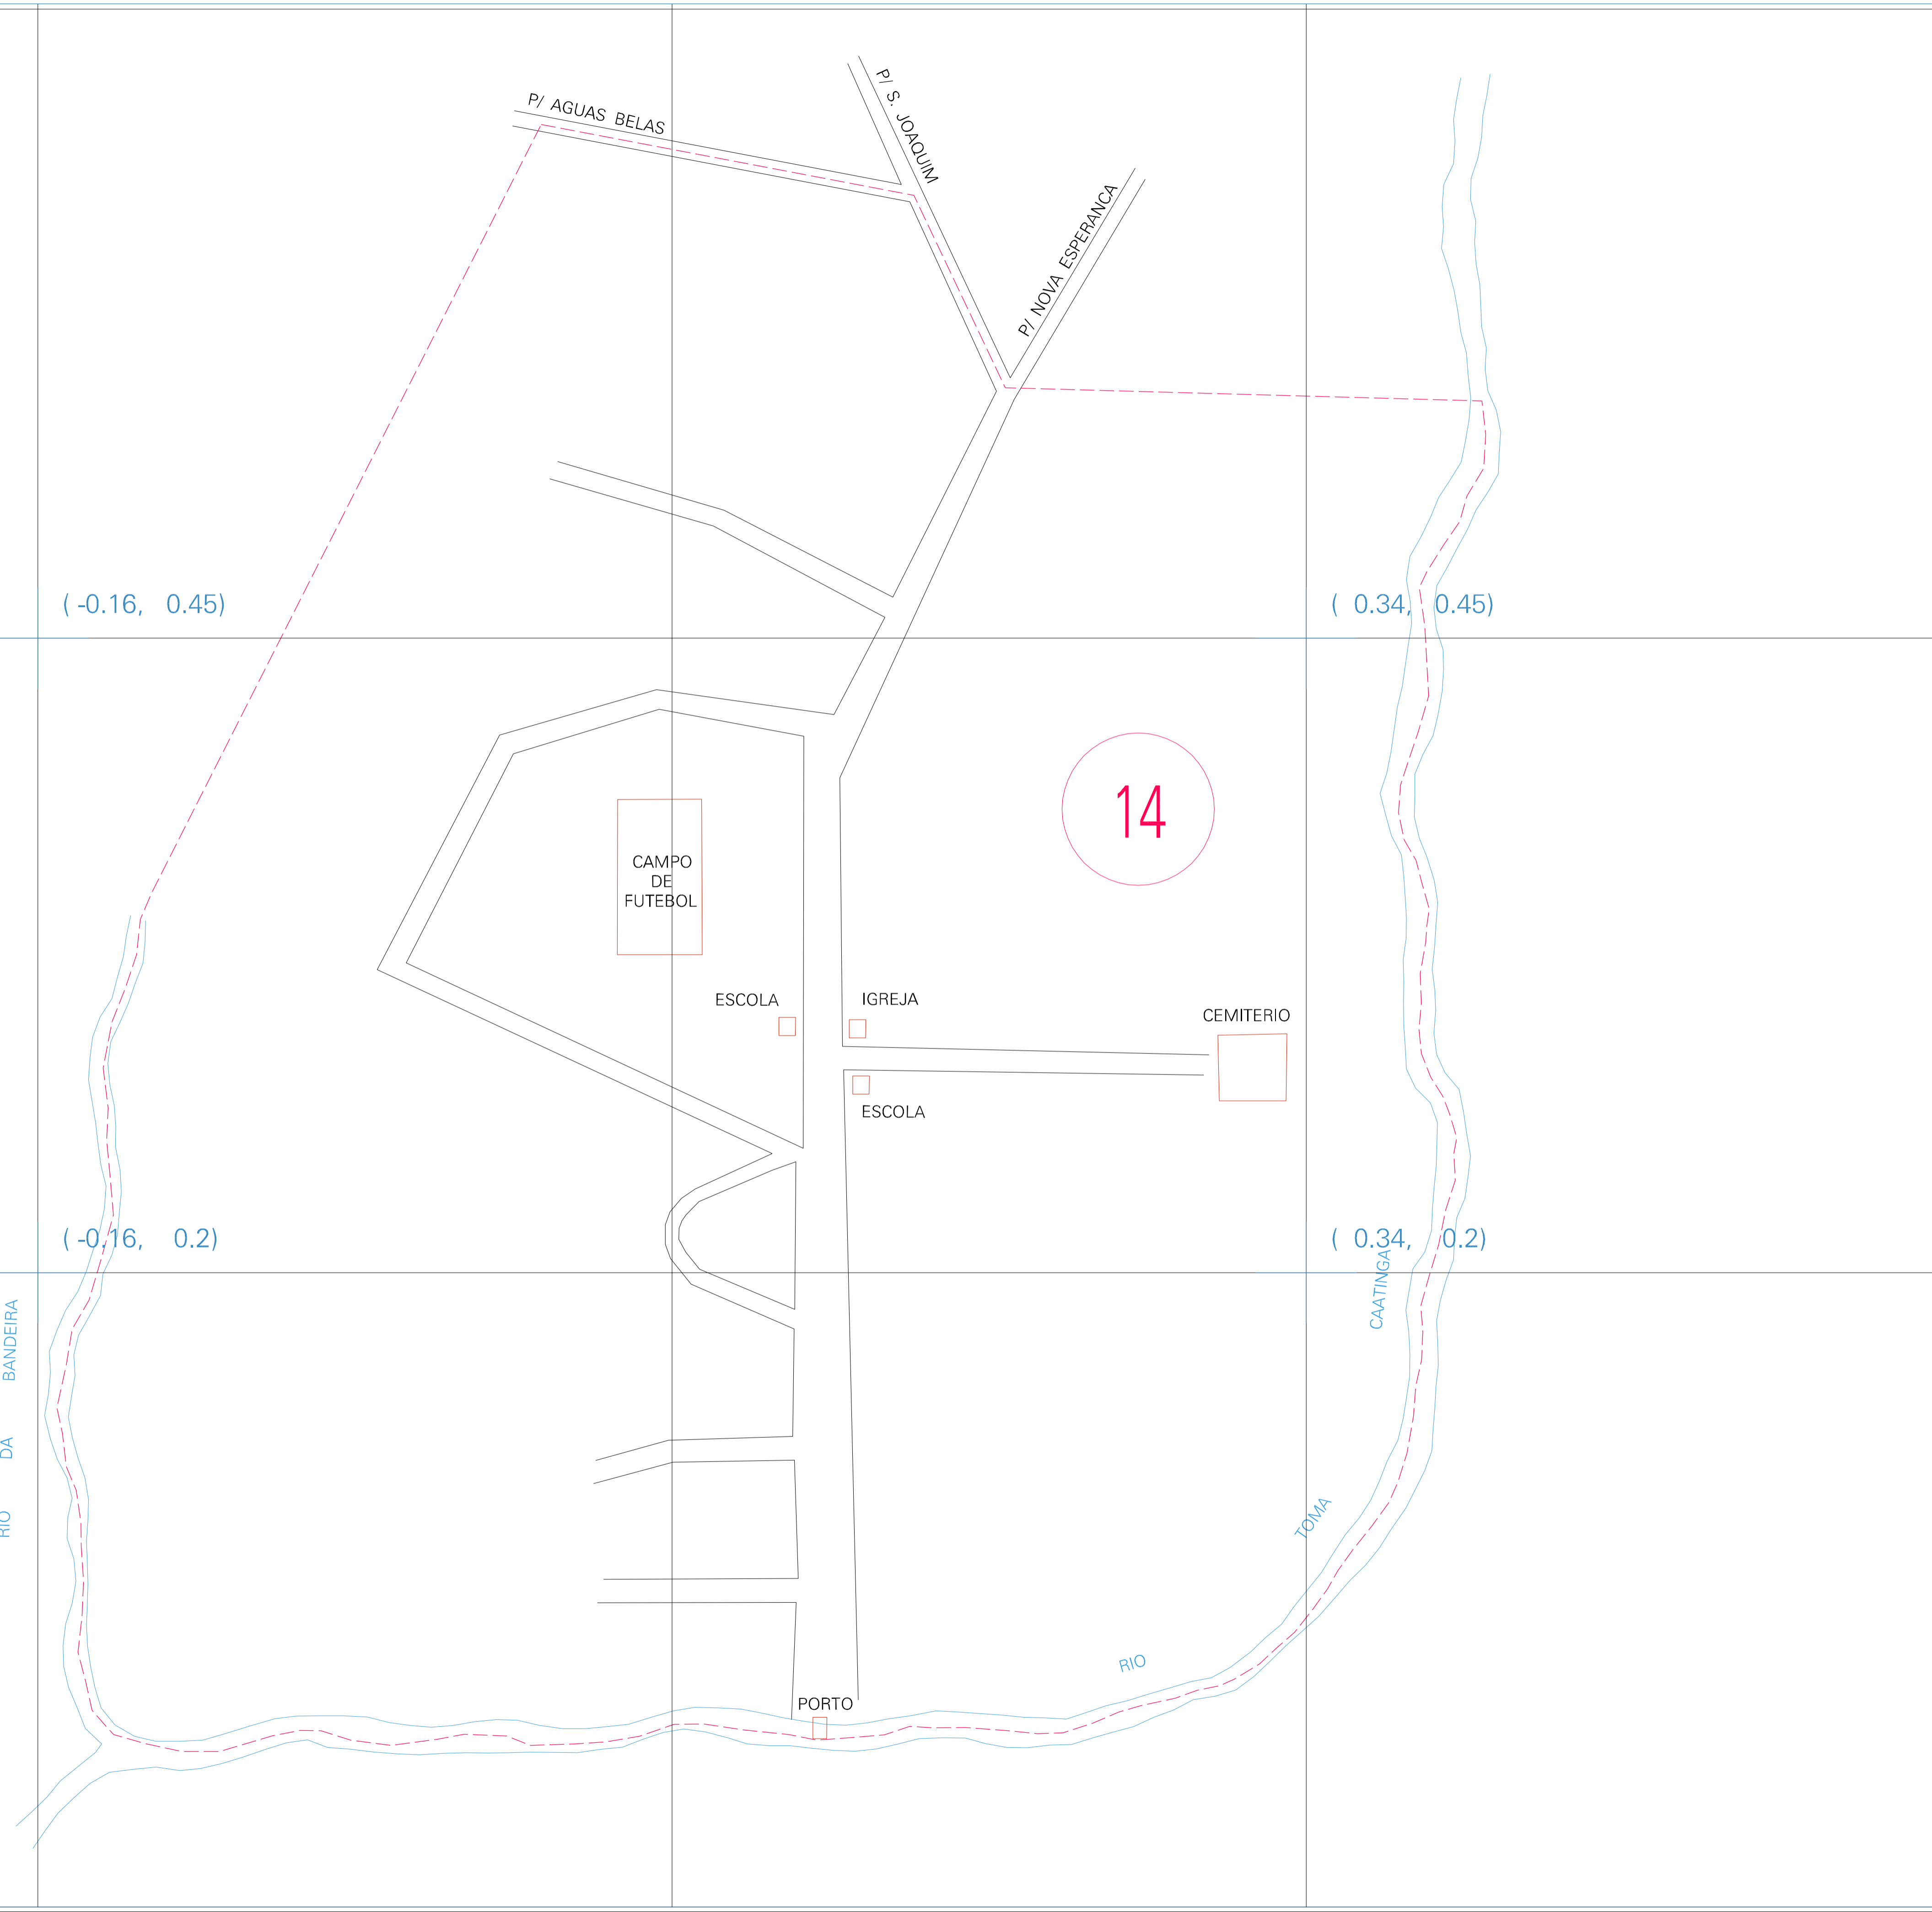 P/ AGUAS BELAS
P/ S. JOAQUIM
P/ NOVA ESPERANCA
( -0.16, 0.45)
( 0.34, 0.45)
14
CAMPO
DE
FUTEBOL
ESCOLA
IGREJA
CEMITERIO
ESCOLA
( -0.16, 0.2)
( 0.34, 0.2)
RIO DA BANDEIRA
RIO TOMA CAATINGA
PORTO